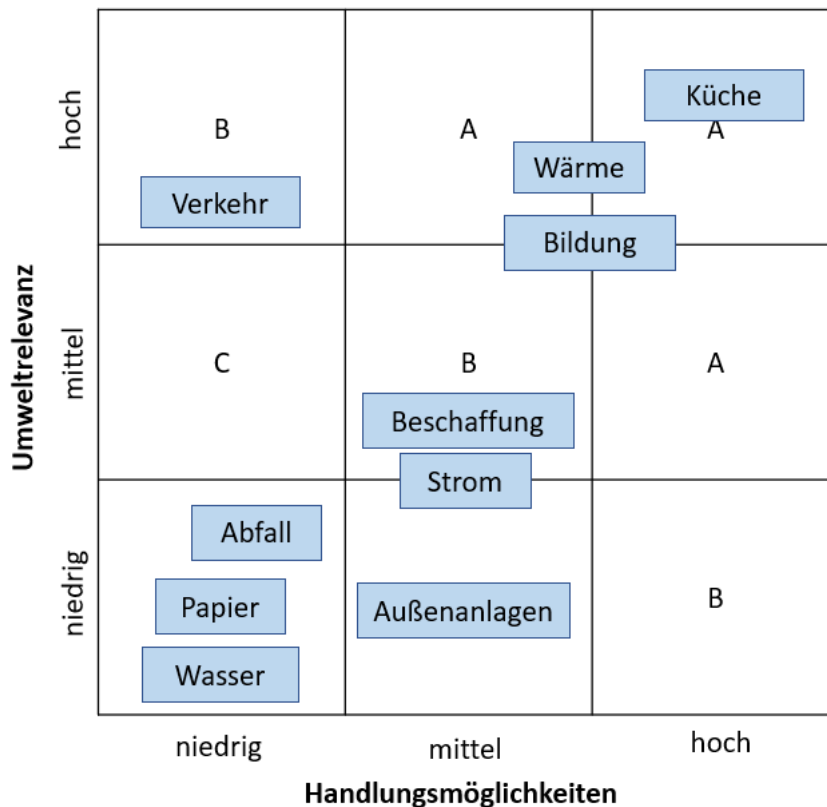 hoch
B
A
A
Küche
Wärme
Verkehr
Bildung
Umweltrelevanz
mittel
C
B
A
Beschaffung
Strom
niedrig
Abfall
Papier
Außenanlagen
B
Wasser
niedrig
mittel
hoch
Handlungsmöglichkeiten